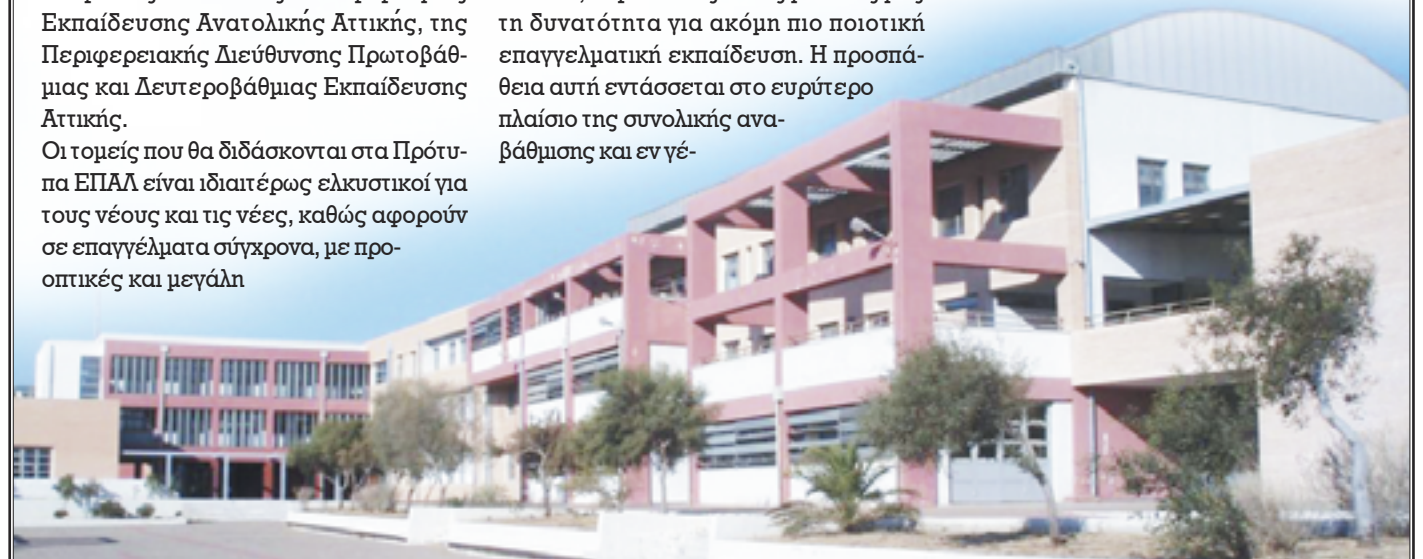 Εκπαίδευσης Ανατολικής Αττικής, της
Περιφερειακής Διεύθυνσης Πρωτοβάθ-
μιας και Δευτεροβάθμιας Εκπαίδευσης
Αττικής.
Οι τομείς που θα διδάσκονται στα Πρότυ-
πα ΕΠΑΛ είναι ιδιαιτέρως ελκυστικοί για
τους νέους και τις νέες, καθώς αφορούν
σε επαγγέλματα σύγχρονα, με προ-
οπτικές και μεγάλη
τη δυνατότητα για ακόμη πιο ποιοτική
επαγγελματική εκπαίδευση. Η προσπά-
θεια αυτή εντάσσεται στο ευρύτερο
πλαίσιο της συνολικής ανα-
βάθμισης και εν γέ-